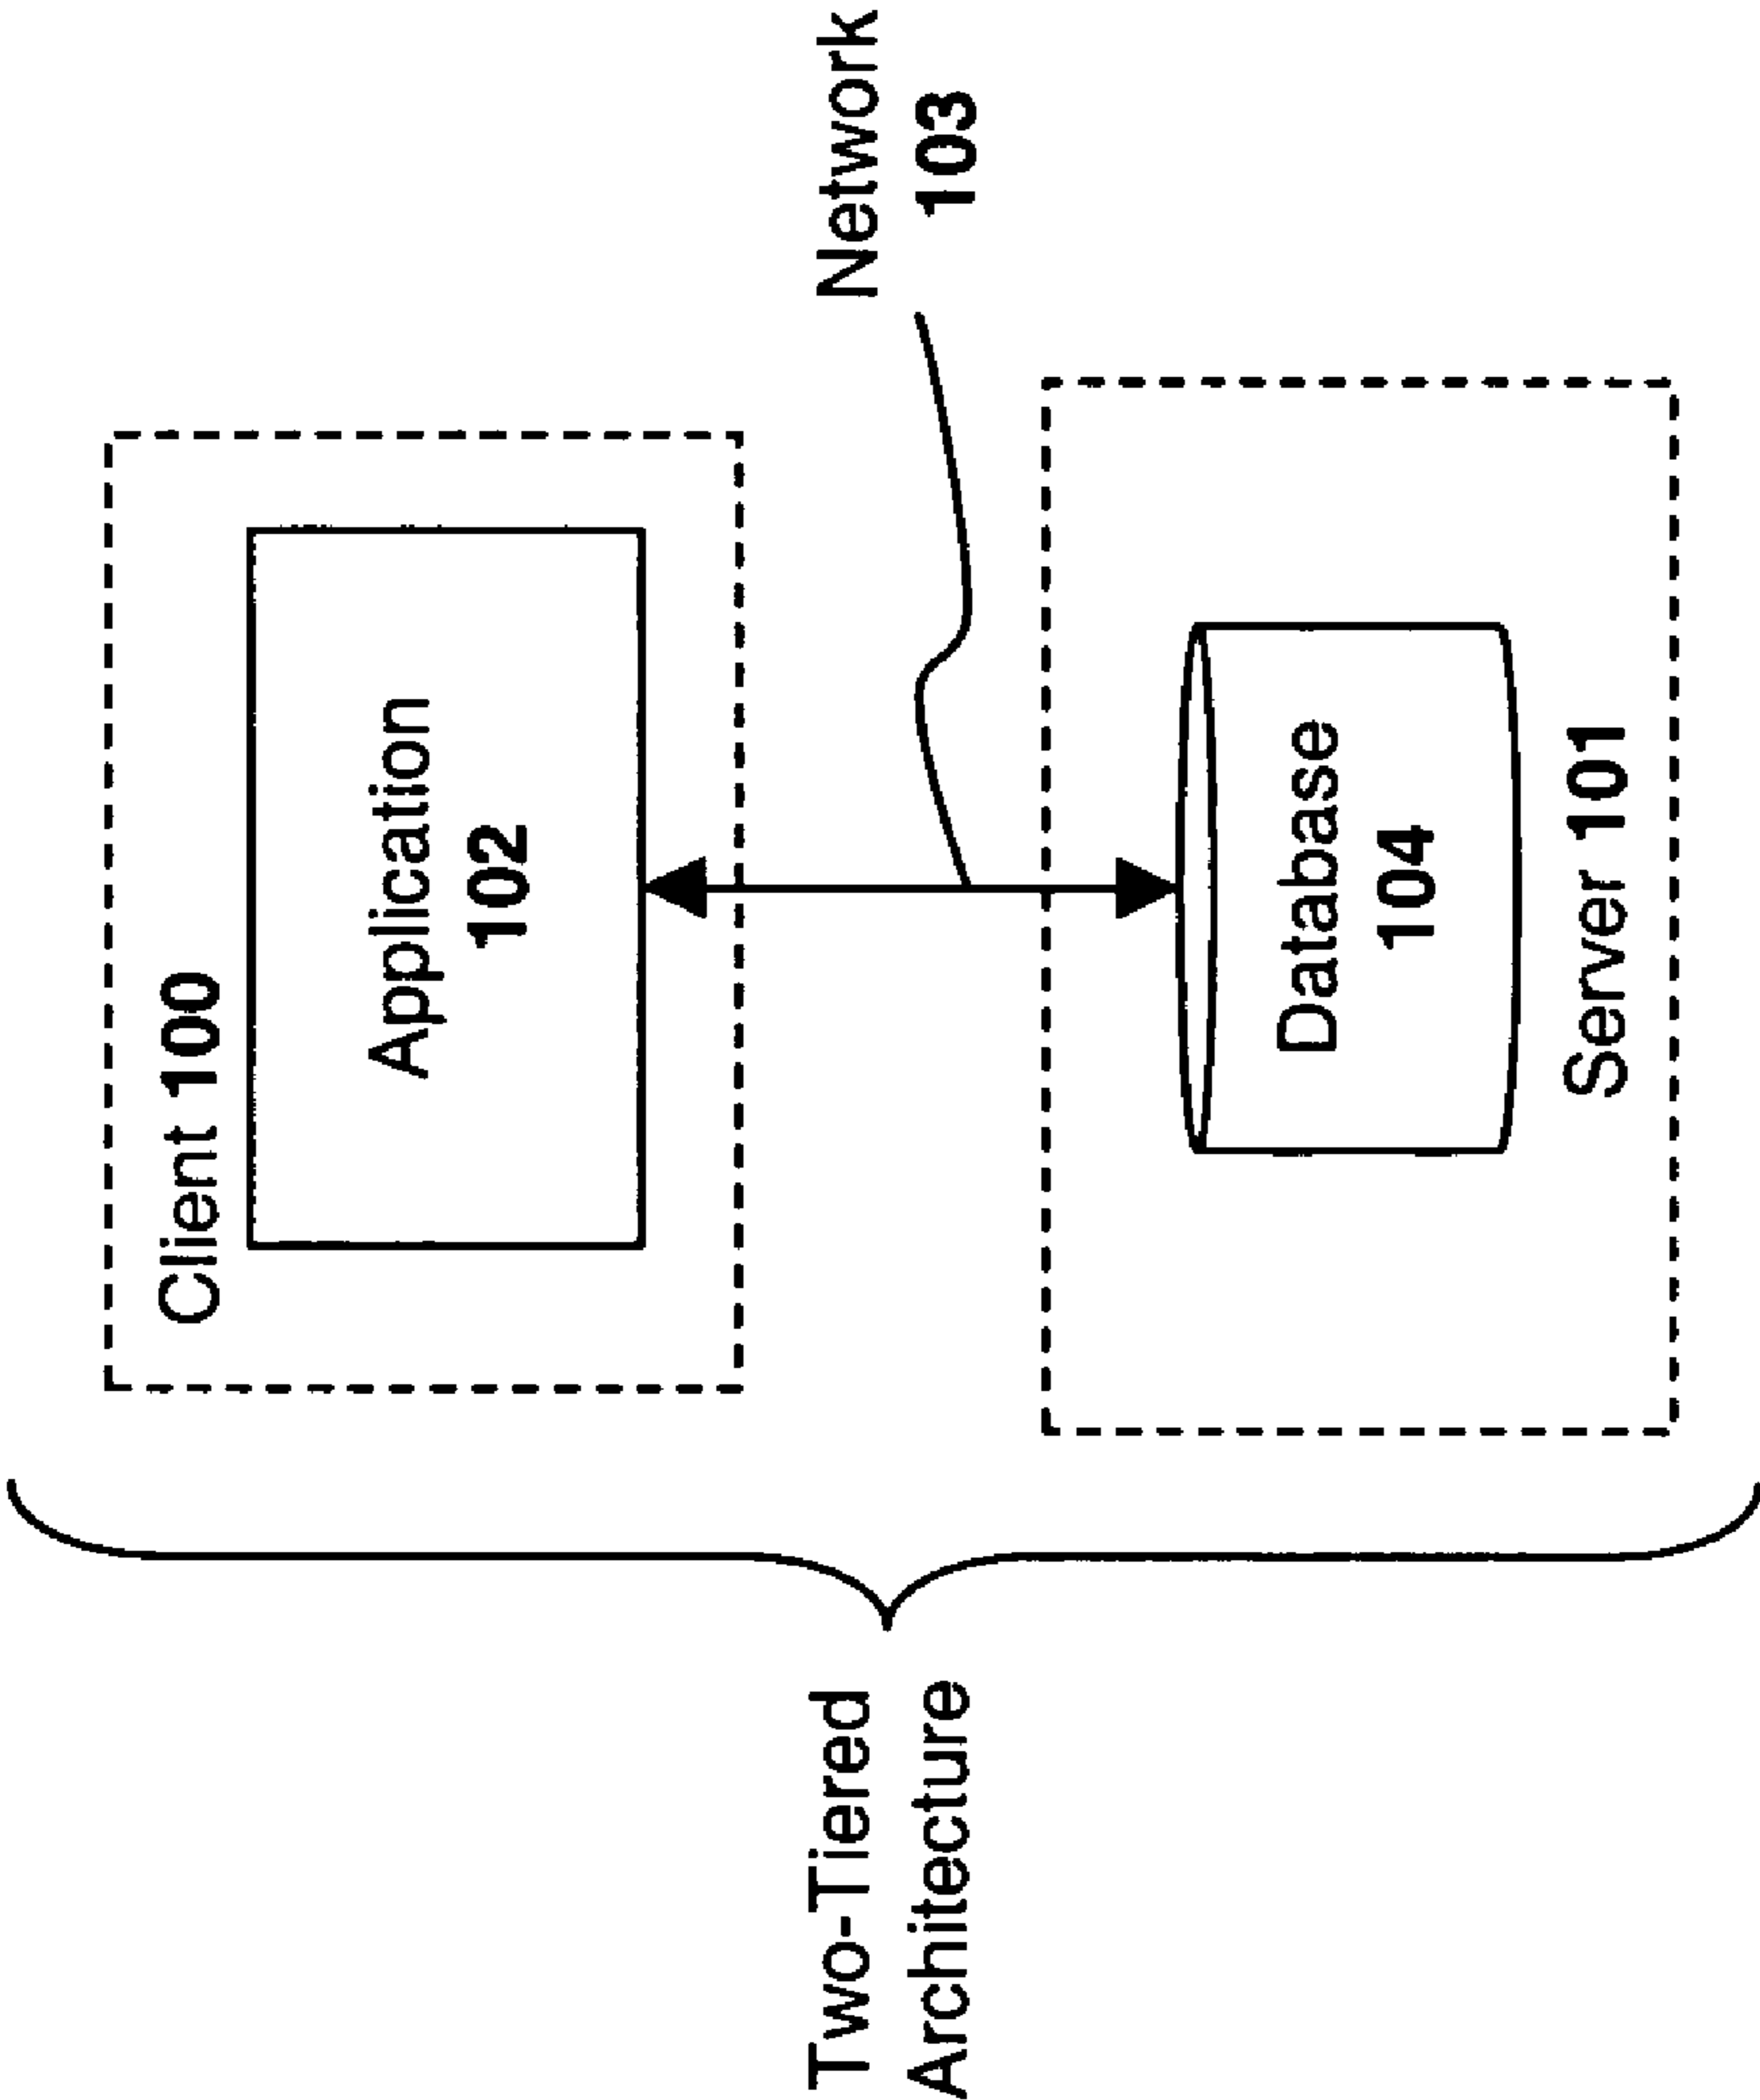 Two-Tiered
Architecture
Client 100
Application
102
Network
103
Database
104
Server 101